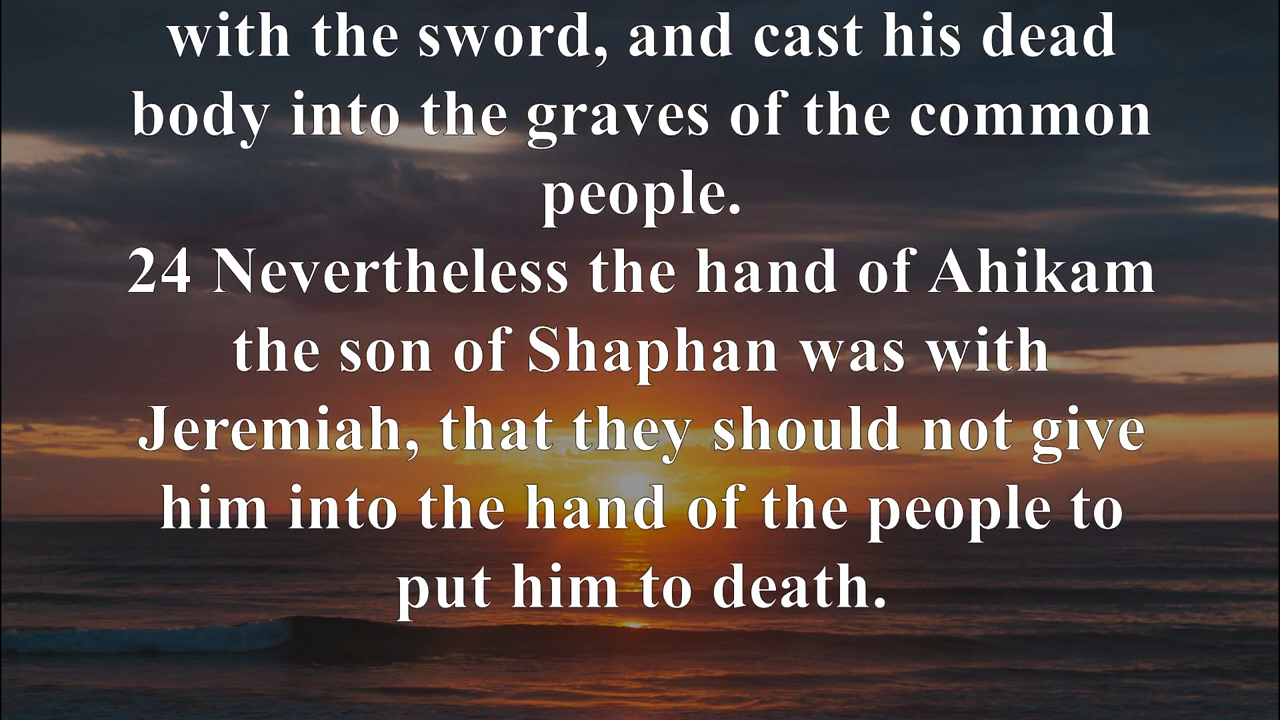 with the sword, and cast his dead
body into the graves of the common
people.
24 Nevertheless the hand of Ahikam
the son of Shaphan was with
Jeremiah, that they should not give
him into the hand of the people to
put him to death.